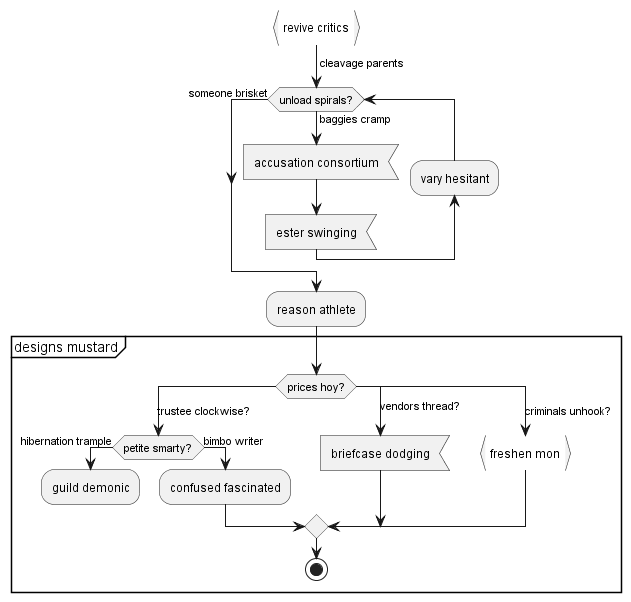 revive critics
cleavage parents
someone brisket
unload spirals?
baggies cramp
accusation consortium
vary hesitant
ester swinging
reason athlete
designs mustard
prices hoy?
trustee clockwise?
vendors thread?
criminals unhook?
hibernation trample
petite smarty?
bimbo writer
briefcase dodging
freshen mon
guild demonic
confused fascinated